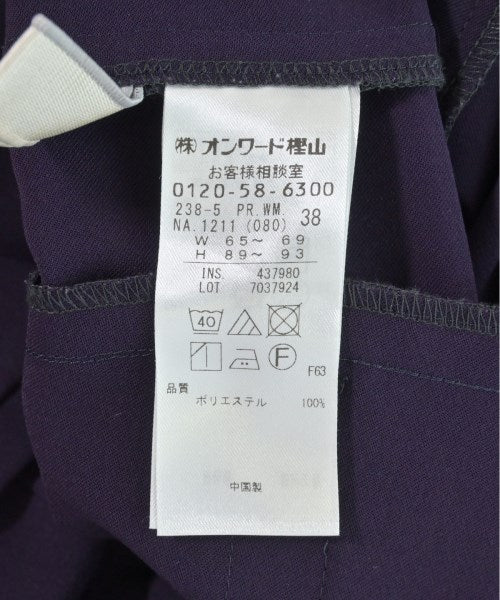 ㈱ オンワード樫山
お客様相談室
0120-58-6300
238-5 PR.WM. 38
NA.1211 (080)
W 65〜 69
H 89〜 93
INS. 437980
LOT 7037924
40
F
F63
品質
ポリエステル 100%
中国製